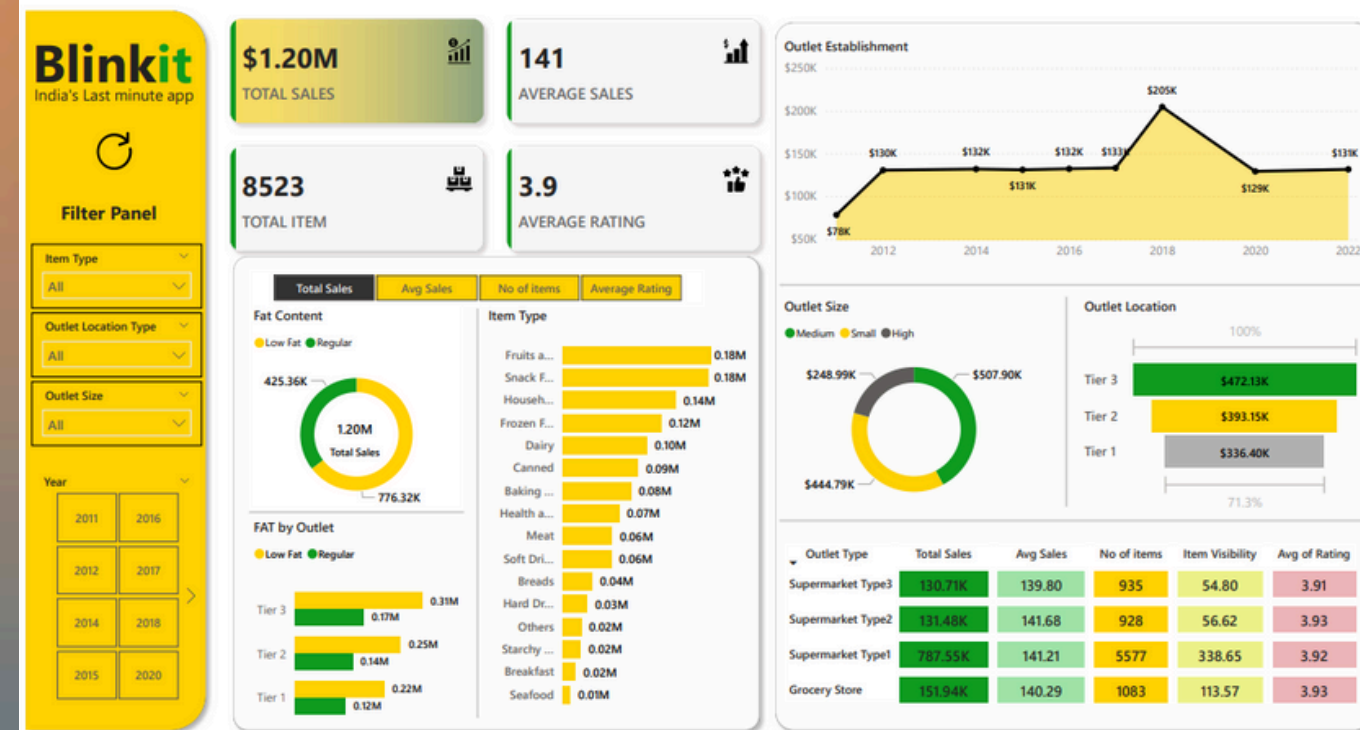 Blinkit
India's Last minute app
Filter Panel
Item Type
All
Outlet Location Type
All
Outlet Size
All
Year
2011 2016
2012 2017
2014 2018
2015 2020
$1.20M
TOTAL SALES
141
AVERAGE SALES
8523
TOTAL ITEM
3.9
AVERAGE RATING
Total Sales Avg Sales No of items Average Rating
Fat Content
Low Fat Regular
425.36K
1.20M
Total Sales
776.32K
FAT by Outlet
Low Fat Regular
Tier 3 0.31M
0.17M
Tier 2 0.25M
0.14M
Tier 1 0.22M
0.12M
Item Type
Fruits a... 0.18M
Snack F... 0.18M
Househ... 0.14M
Frozen F... 0.12M
Dairy 0.10M
Canned 0.09M
Baking ... 0.08M
Health a... 0.07M
Meat 0.06M
Soft Dri... 0.06M
Breads 0.04M
Hard Dr... 0.03M
Others 0.02M
Starchy ... 0.02M
Breakfast 0.02M
Seafood 0.01M
Outlet Establishment
$250K
$205K
$200K
$150K $130K $132K $132K $133K $131K
$131K $129K
$100K
$50K $78K
2012 2014 2016 2018 2020 2022
Outlet Size
Medium Small High
$248.99K $507.90K
$444.79K
Outlet Location
100%
Tier 3 $472.13K
Tier 2 $393.15K
Tier 1 $336.40K
71.3%
Outlet Type Total Sales Avg Sales No of items Item Visibility Avg of Rating
Supermarket Type3 130.71K 139.80 935 54.80 3.91
Supermarket Type2 131.48K 141.68 928 56.62 3.93
Supermarket Type1 787.55K 141.21 5577 338.65 3.92
Grocery Store 151.94K 140.29 1083 113.57 3.93